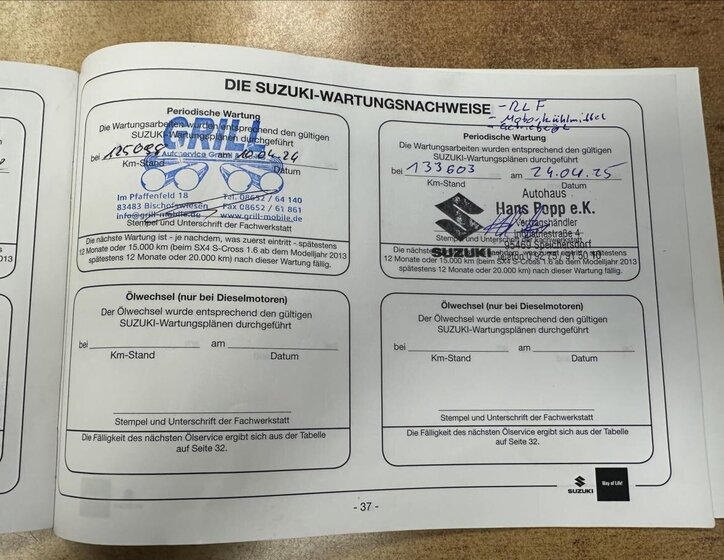 DIE SUZUKI-WARTUNGSNACHWEISE
- RLF
- Motorkühlmittel
- Getriebeöl
Periodische Wartung
Die Wartungsarbeiten wurden entsprechend den gültigen
SUZUKI-Wartungsplänen durchgeführt
GRILL
Autoservice GmbH
bei am 10.04.24
Km-Stand Datum
Im Pfaffenfeld 18 Tel. 08652 / 64 140
83483 Bischofswiesen Fax 08652 / 61 861
info@grill-mobile.de www.grill-mobile.de
Stempel und Unterschrift der Fachwerkstatt
Die nächste Wartung ist - je nachdem, was zuerst eintritt - spätestens
12 Monate oder 15.000 km (beim SX4 S-Cross 1.6 ab dem Modelljahr 2013
spätestens 12 Monate oder 20.000 km) nach dieser Wartung fällig.
Periodische Wartung
Die Wartungsarbeiten wurden entsprechend den gültigen
SUZUKI-Wartungsplänen durchgeführt
bei 133603 am 24.04.25
Km-Stand Datum
Autohaus
Hans Popp e.K.
Vertragshändler
Industriestraße 4
95469 Speichersdorf
SUZUKI
Stempel und Unterschrift der Fachwerkstatt
12 Monate oder 15.000 km (beim SX4 S-Cross 1.6 ab dem Modelljahr 2013
spätestens 12 Monate oder 20.000 km) nach dieser Wartung fällig.
Ölwechsel (nur bei Dieselmotoren)
Der Ölwechsel wurde entsprechend den gültigen
SUZUKI-Wartungsplänen durchgeführt
bei am
Km-Stand Datum
Stempel und Unterschrift der Fachwerkstatt
Die Fälligkeit des nächsten Ölservice ergibt sich aus der Tabelle
auf Seite 32.
Ölwechsel (nur bei Dieselmotoren)
Der Ölwechsel wurde entsprechend den gültigen
SUZUKI-Wartungsplänen durchgeführt
bei am
Km-Stand Datum
Stempel und Unterschrift der Fachwerkstatt
Die Fälligkeit des nächsten Ölservice ergibt sich aus der Tabelle
auf Seite 32.
SUZUKI
Way of Life!
- 37 -